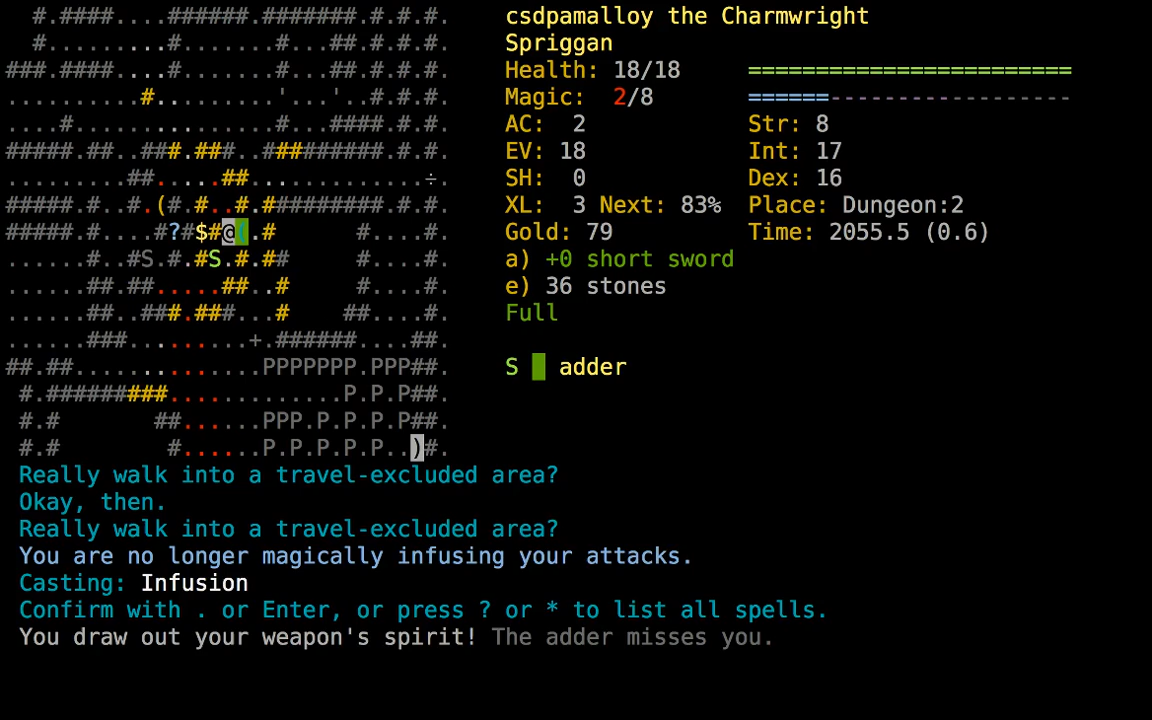 #.####....######.#######.#.#.#.   csdpamalloy the Charmwright
#.........#.......#...##.#.#.#.   Spriggan
###.####....#.......#...##.#.#.#.   Health: 18/18   ========================
..........#.........'...'..#.#.#.   Magic:  2/8    ======------------------
....#...............#...####.#.#.   AC:  2   Str: 8
#####.##..###.##..##..##.#######.#.#.   EV: 18   Int: 17
.........##.....##..............÷.   SH:  0   Dex: 16
#####.#..#.(#.#..#.#.########.#.#.   XL:  3 Next: 83%   Place: Dungeon:2
#####.#....#?#$#@(.#      #....#.   Gold: 79   Time: 2055.5 (0.6)
......#..#S.#.#S.#.##     #....#.   a) +0 short sword
......##..##.....##..#     #....#.   e) 36 stones
.....##..###.###...#    ##....#.   Full
......###.........+.######....##.
##.##..............PPPPPPP.PPP##.   S   adder
#.#########..............P.P.P##.
#.#       ##.......PPP.P.P.P.P##.
#.#        #......P.P.P.P.P..)#.
Really walk into a travel-excluded area?
Okay, then.
Really walk into a travel-excluded area?
You are no longer magically infusing your attacks.
Casting: Infusion
Confirm with . or Enter, or press ? or * to list all spells.
You draw out your weapon's spirit! The adder misses you.